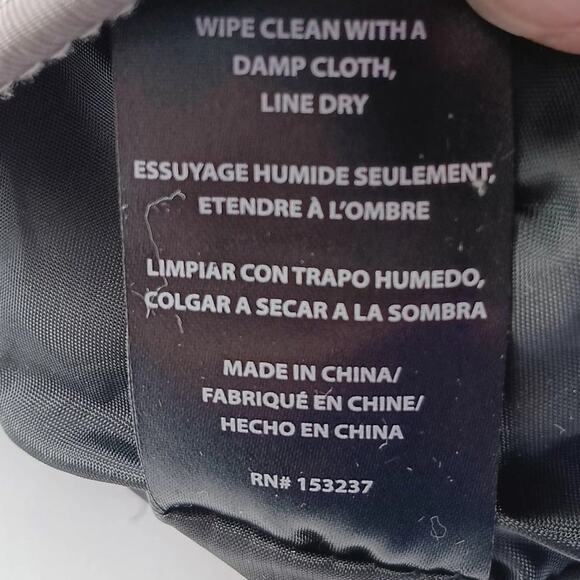 WIPE CLEAN WITH A
DAMP CLOTH,
LINE DRY
ESSUYAGE HUMIDE SEULEMENT,
ETENDRE À L'OMBRE
LIMPIAR CON TRAPO HUMEDO,
COLGAR A SECAR A LA SOMBRA
MADE IN CHINA/
FABRIQUÉ EN CHINE/
HECHO EN CHINA
RN# 153237